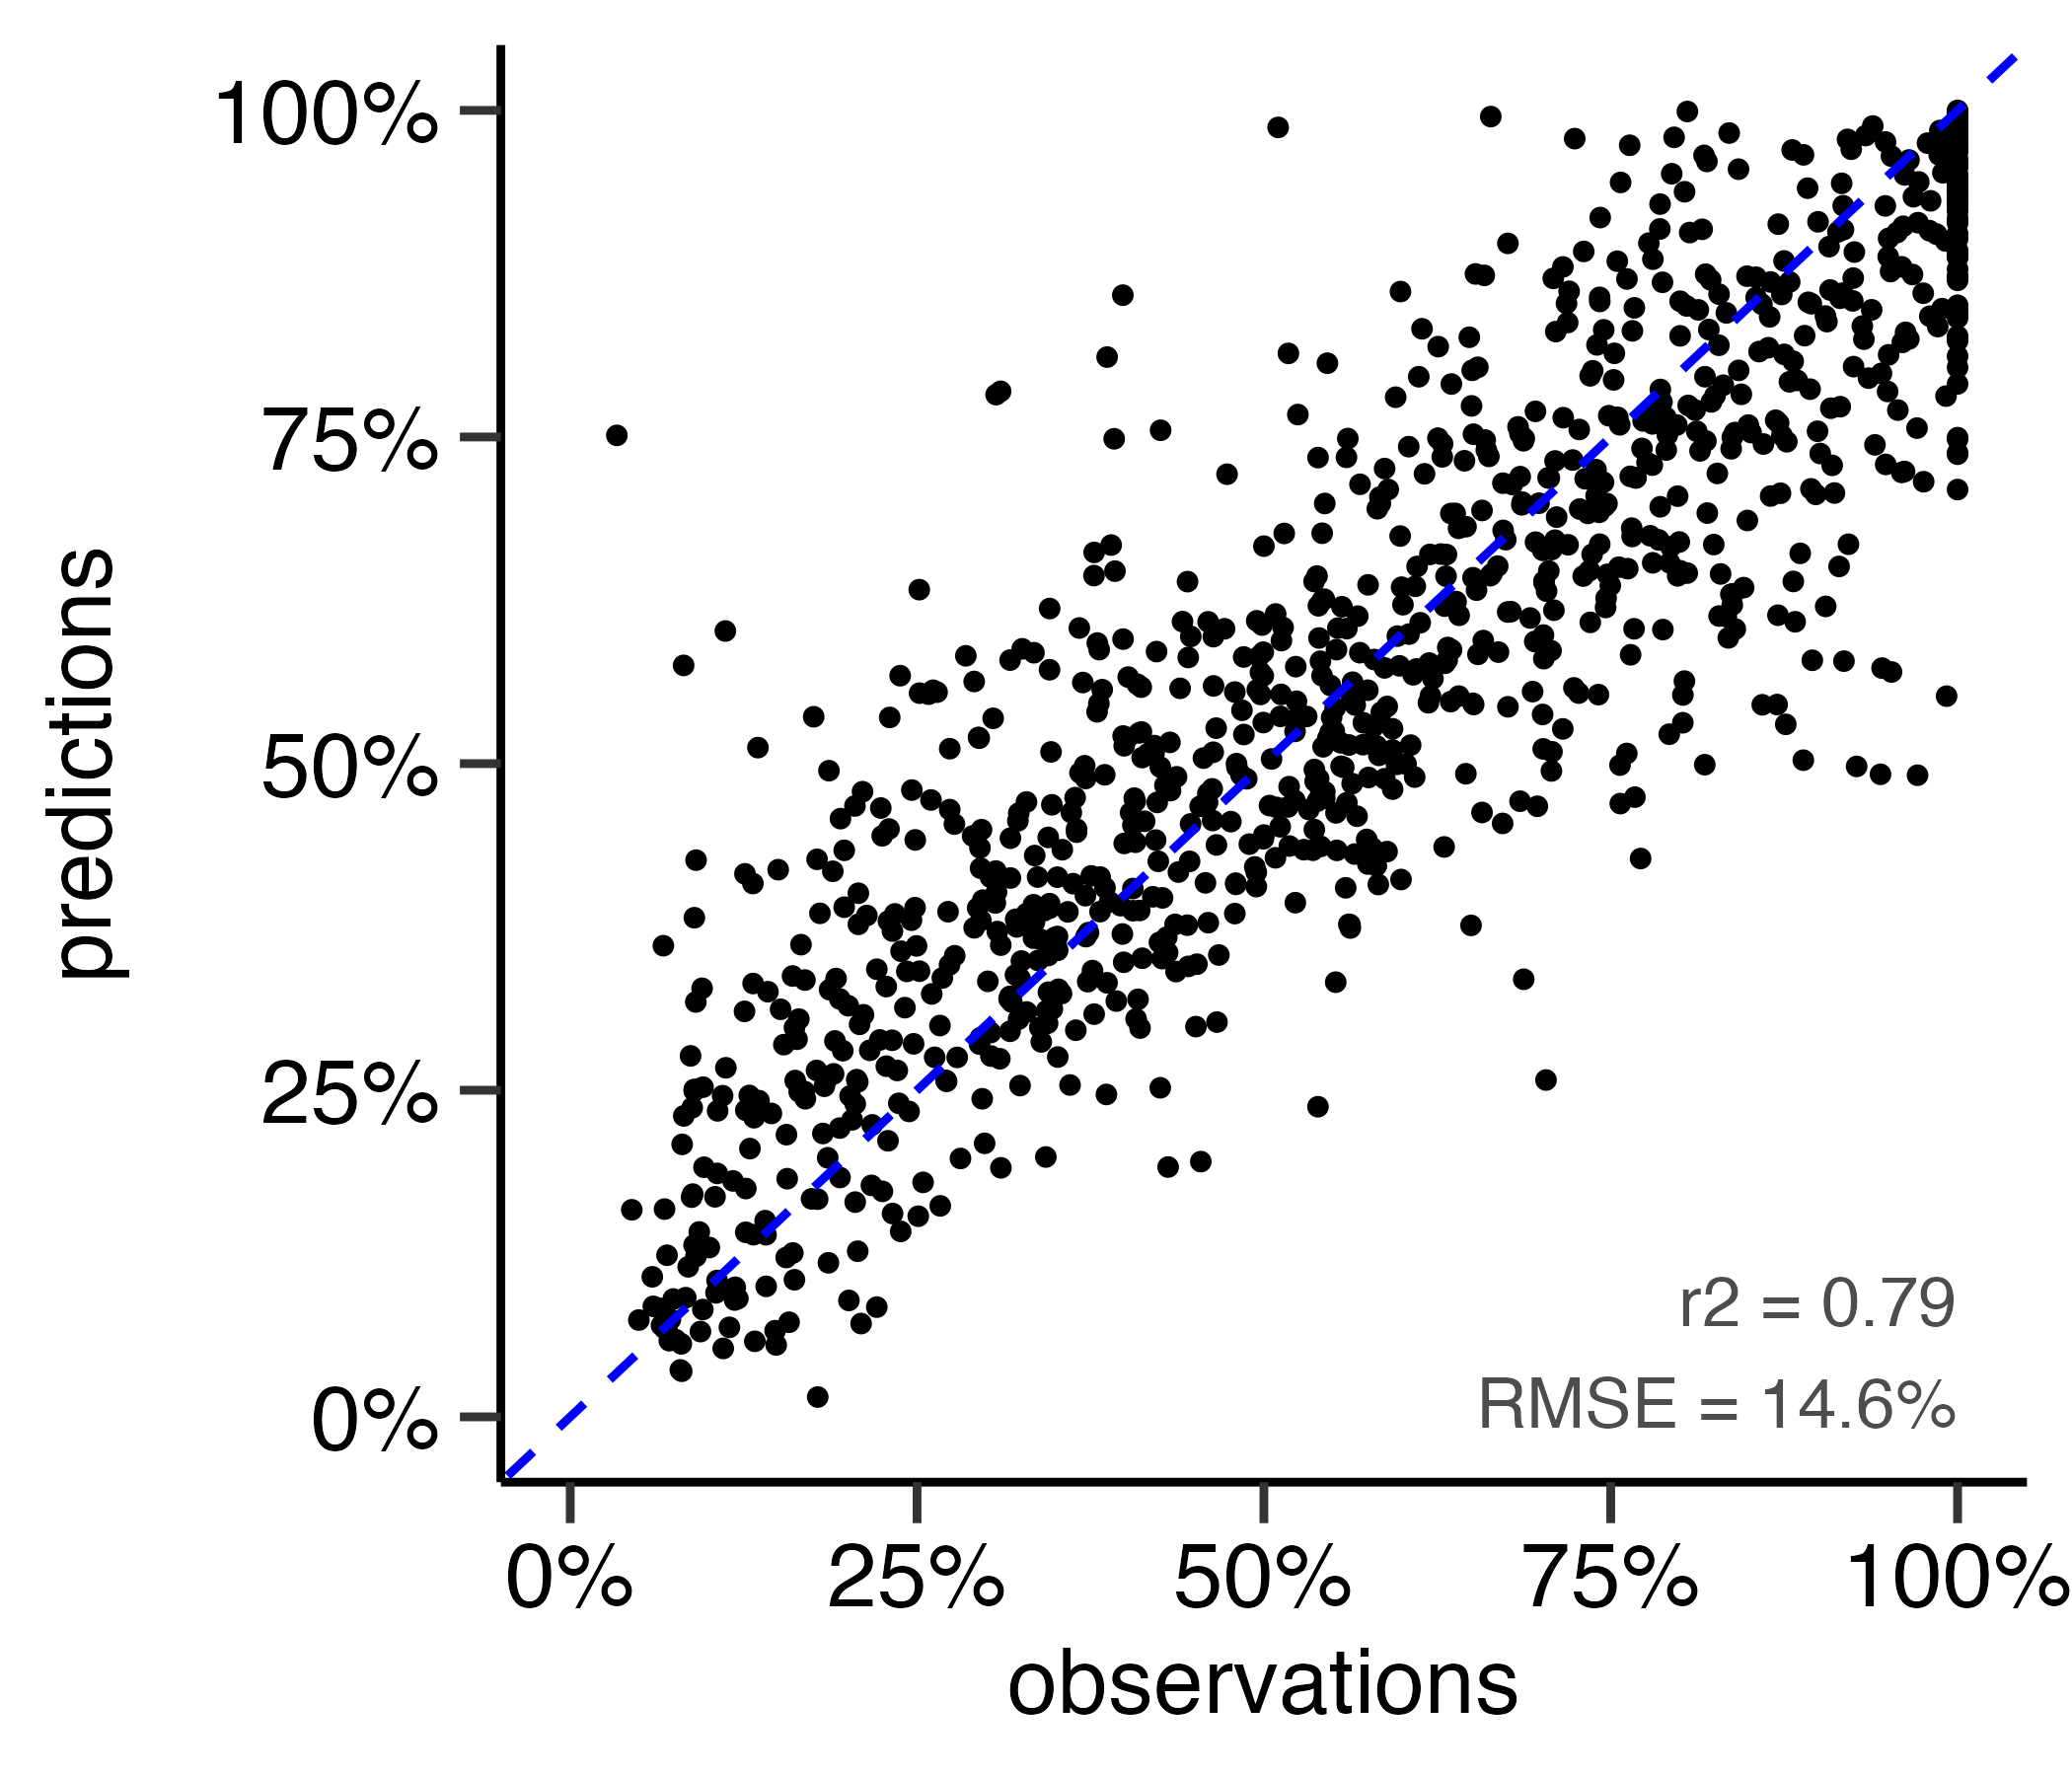 100%
75%
50%
25%
0%
predictions
r2 = 0.79
RMSE = 14.6%
0%
25%
50%
75%
100%
observations